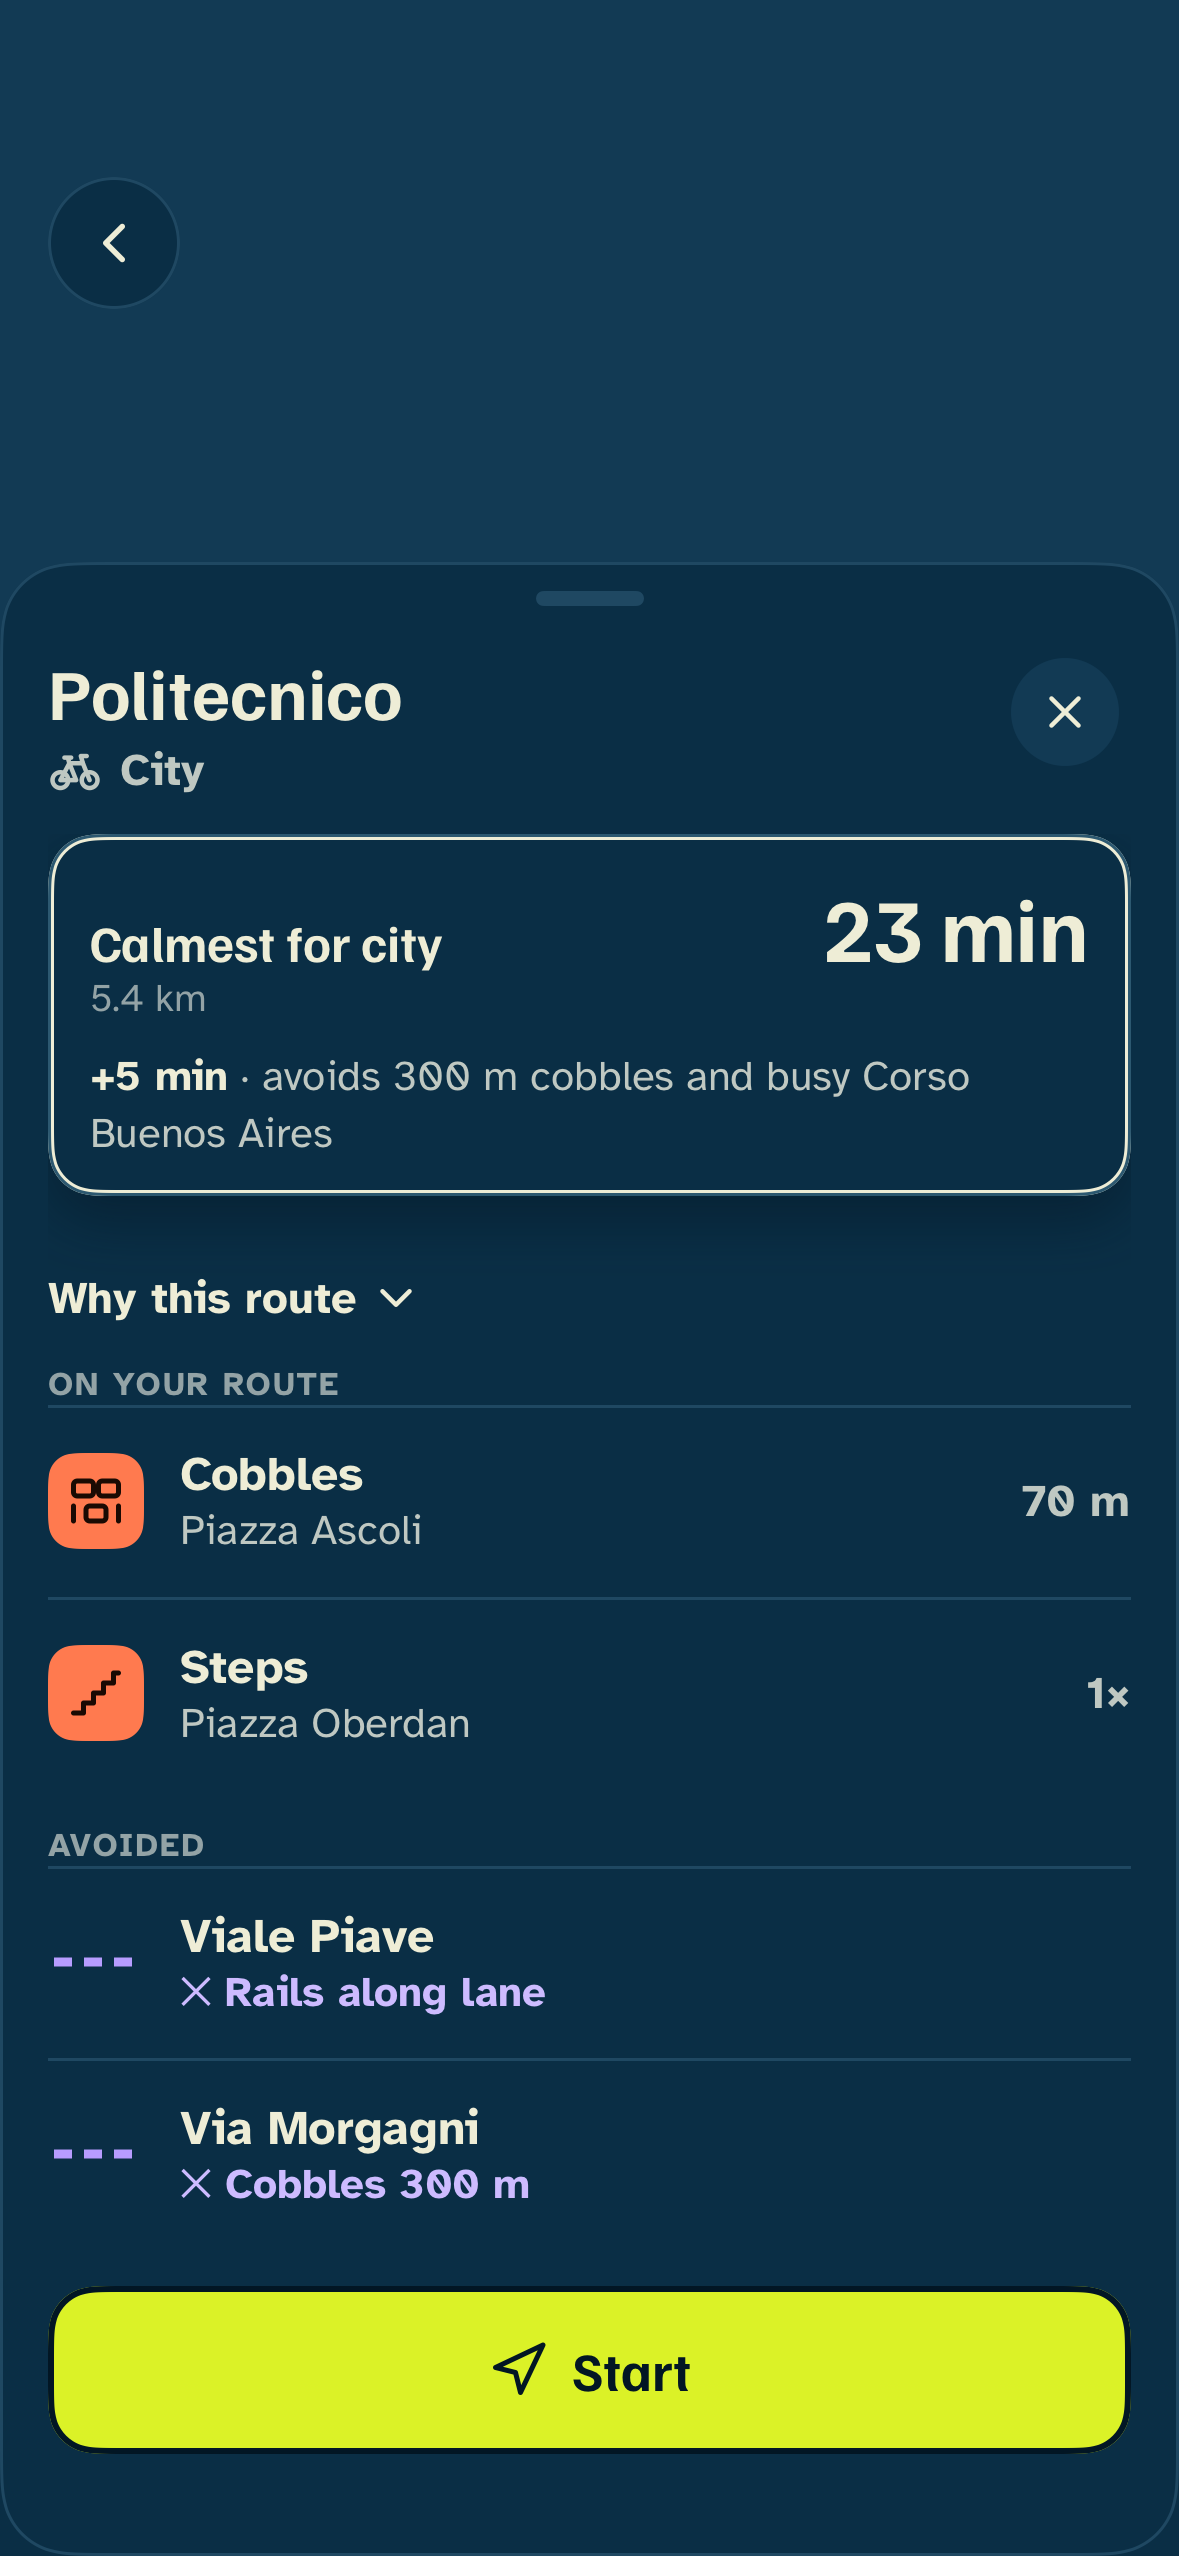 Politecnico
City
Calmest for city
23 min
5.4 km
+5 min · avoids 300 m cobbles and busy Corso
Buenos Aires
Why this route
ON YOUR ROUTE
Cobbles
Piazza Ascoli
70 m
Steps
Piazza Oberdan
1×
AVOIDED
Viale Piave
Rails along lane
Via Morgagni
Cobbles 300 m
Start